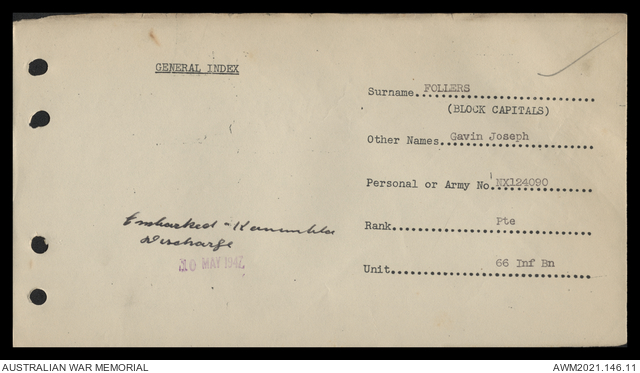 GENERAL INDEX
Surname FOLLERS
(BLOCK CAPITALS)
Other Names Gavin Joseph
Personal or Army No NX124090
Rank Pte
Unit 66 Inf Bn
Embarked - Kanimbla
Discharge
MAY 1947
AUSTRALIAN WAR MEMORIAL
AWM2021.146.11